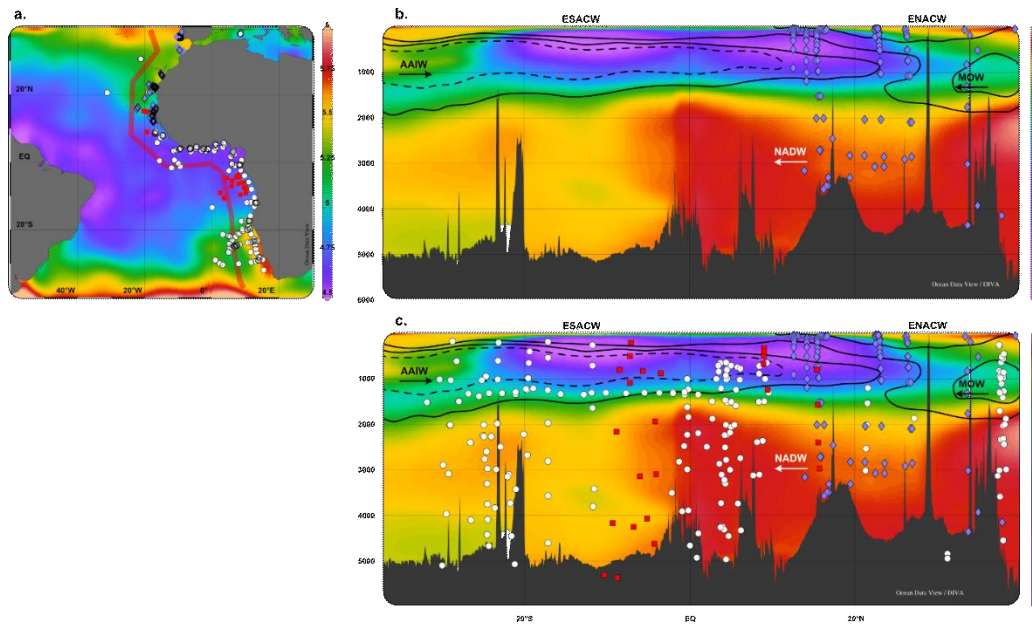 a.
20°N
EQ
20°S
40°W
20°W
0°E
20°E
Ocean Data View
6
5.75
5.5
5.25
5
4.75
4.5
b.
ESACW
ENACW
AAIW
MOW
NADW
1000
2000
3000
4000
5000
6000
Ocean Data View / DIVA
c.
ESACW
ENACW
AAIW
MOW
NADW
1000
2000
3000
4000
5000
Ocean Data View / DIVA
20°S
EQ
20°N